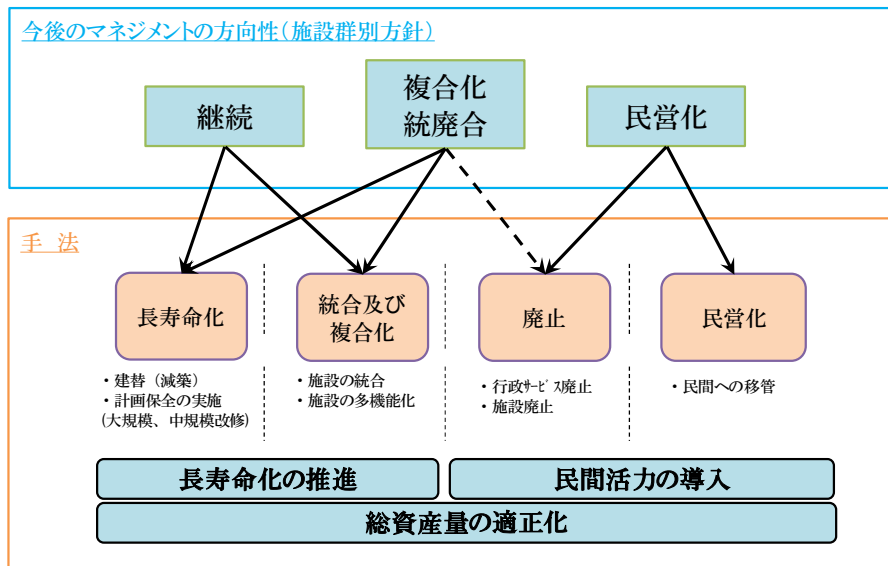 今後のマネジメントの方向性（施設群別方針）
継続
複合化
統廃合
民営化
手 法
長寿命化
統合及び
複合化
廃止
民営化
・建替（減築）
・計画保全の実施
(大規模、中規模改修)
・施設の統合
・施設の多機能化
・行政ｻｰﾋﾞｽ廃止
・施設廃止
・民間への移管
長寿命化の推進
民間活力の導入
総資産量の適正化